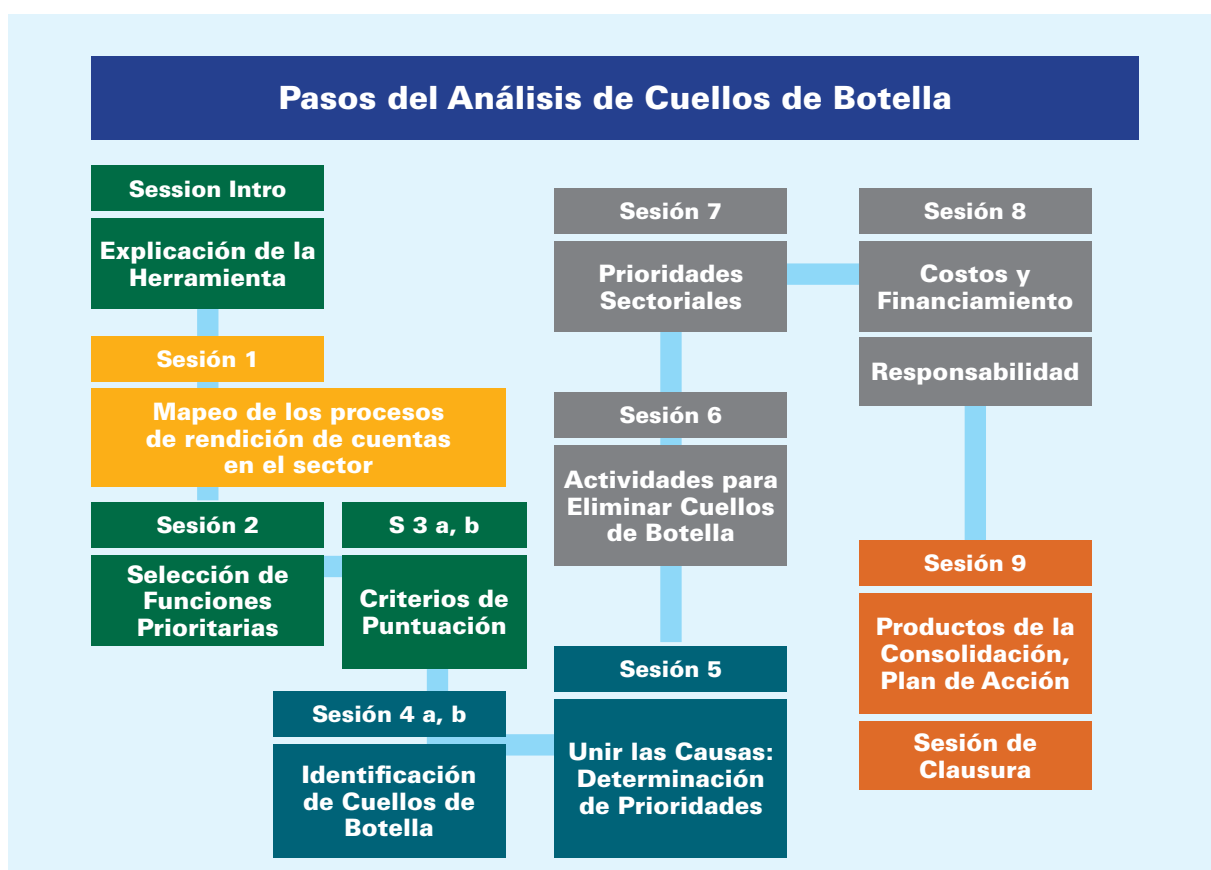 Pasos del Análisis de Cuellos de Botella
Session Intro
Explicación de la
Herramienta
Sesión 1
Mapeo de los procesos
de rendición de cuentas
en el sector
Sesión 2
Selección de
Funciones
Prioritarias
S 3 a, b
Criterios de
Puntuación
Sesión 4 a, b
Identificación
de Cuellos de
Botella
Sesión 5
Unir las Causas:
Determinación
de Prioridades
Sesión 6
Actividades para
Eliminar Cuellos
de Botella
Sesión 7
Prioridades
Sectoriales
Sesión 8
Costos y
Financiamiento
Responsabilidad
Sesión 9
Productos de la
Consolidación,
Plan de Acción
Sesión de
Clausura